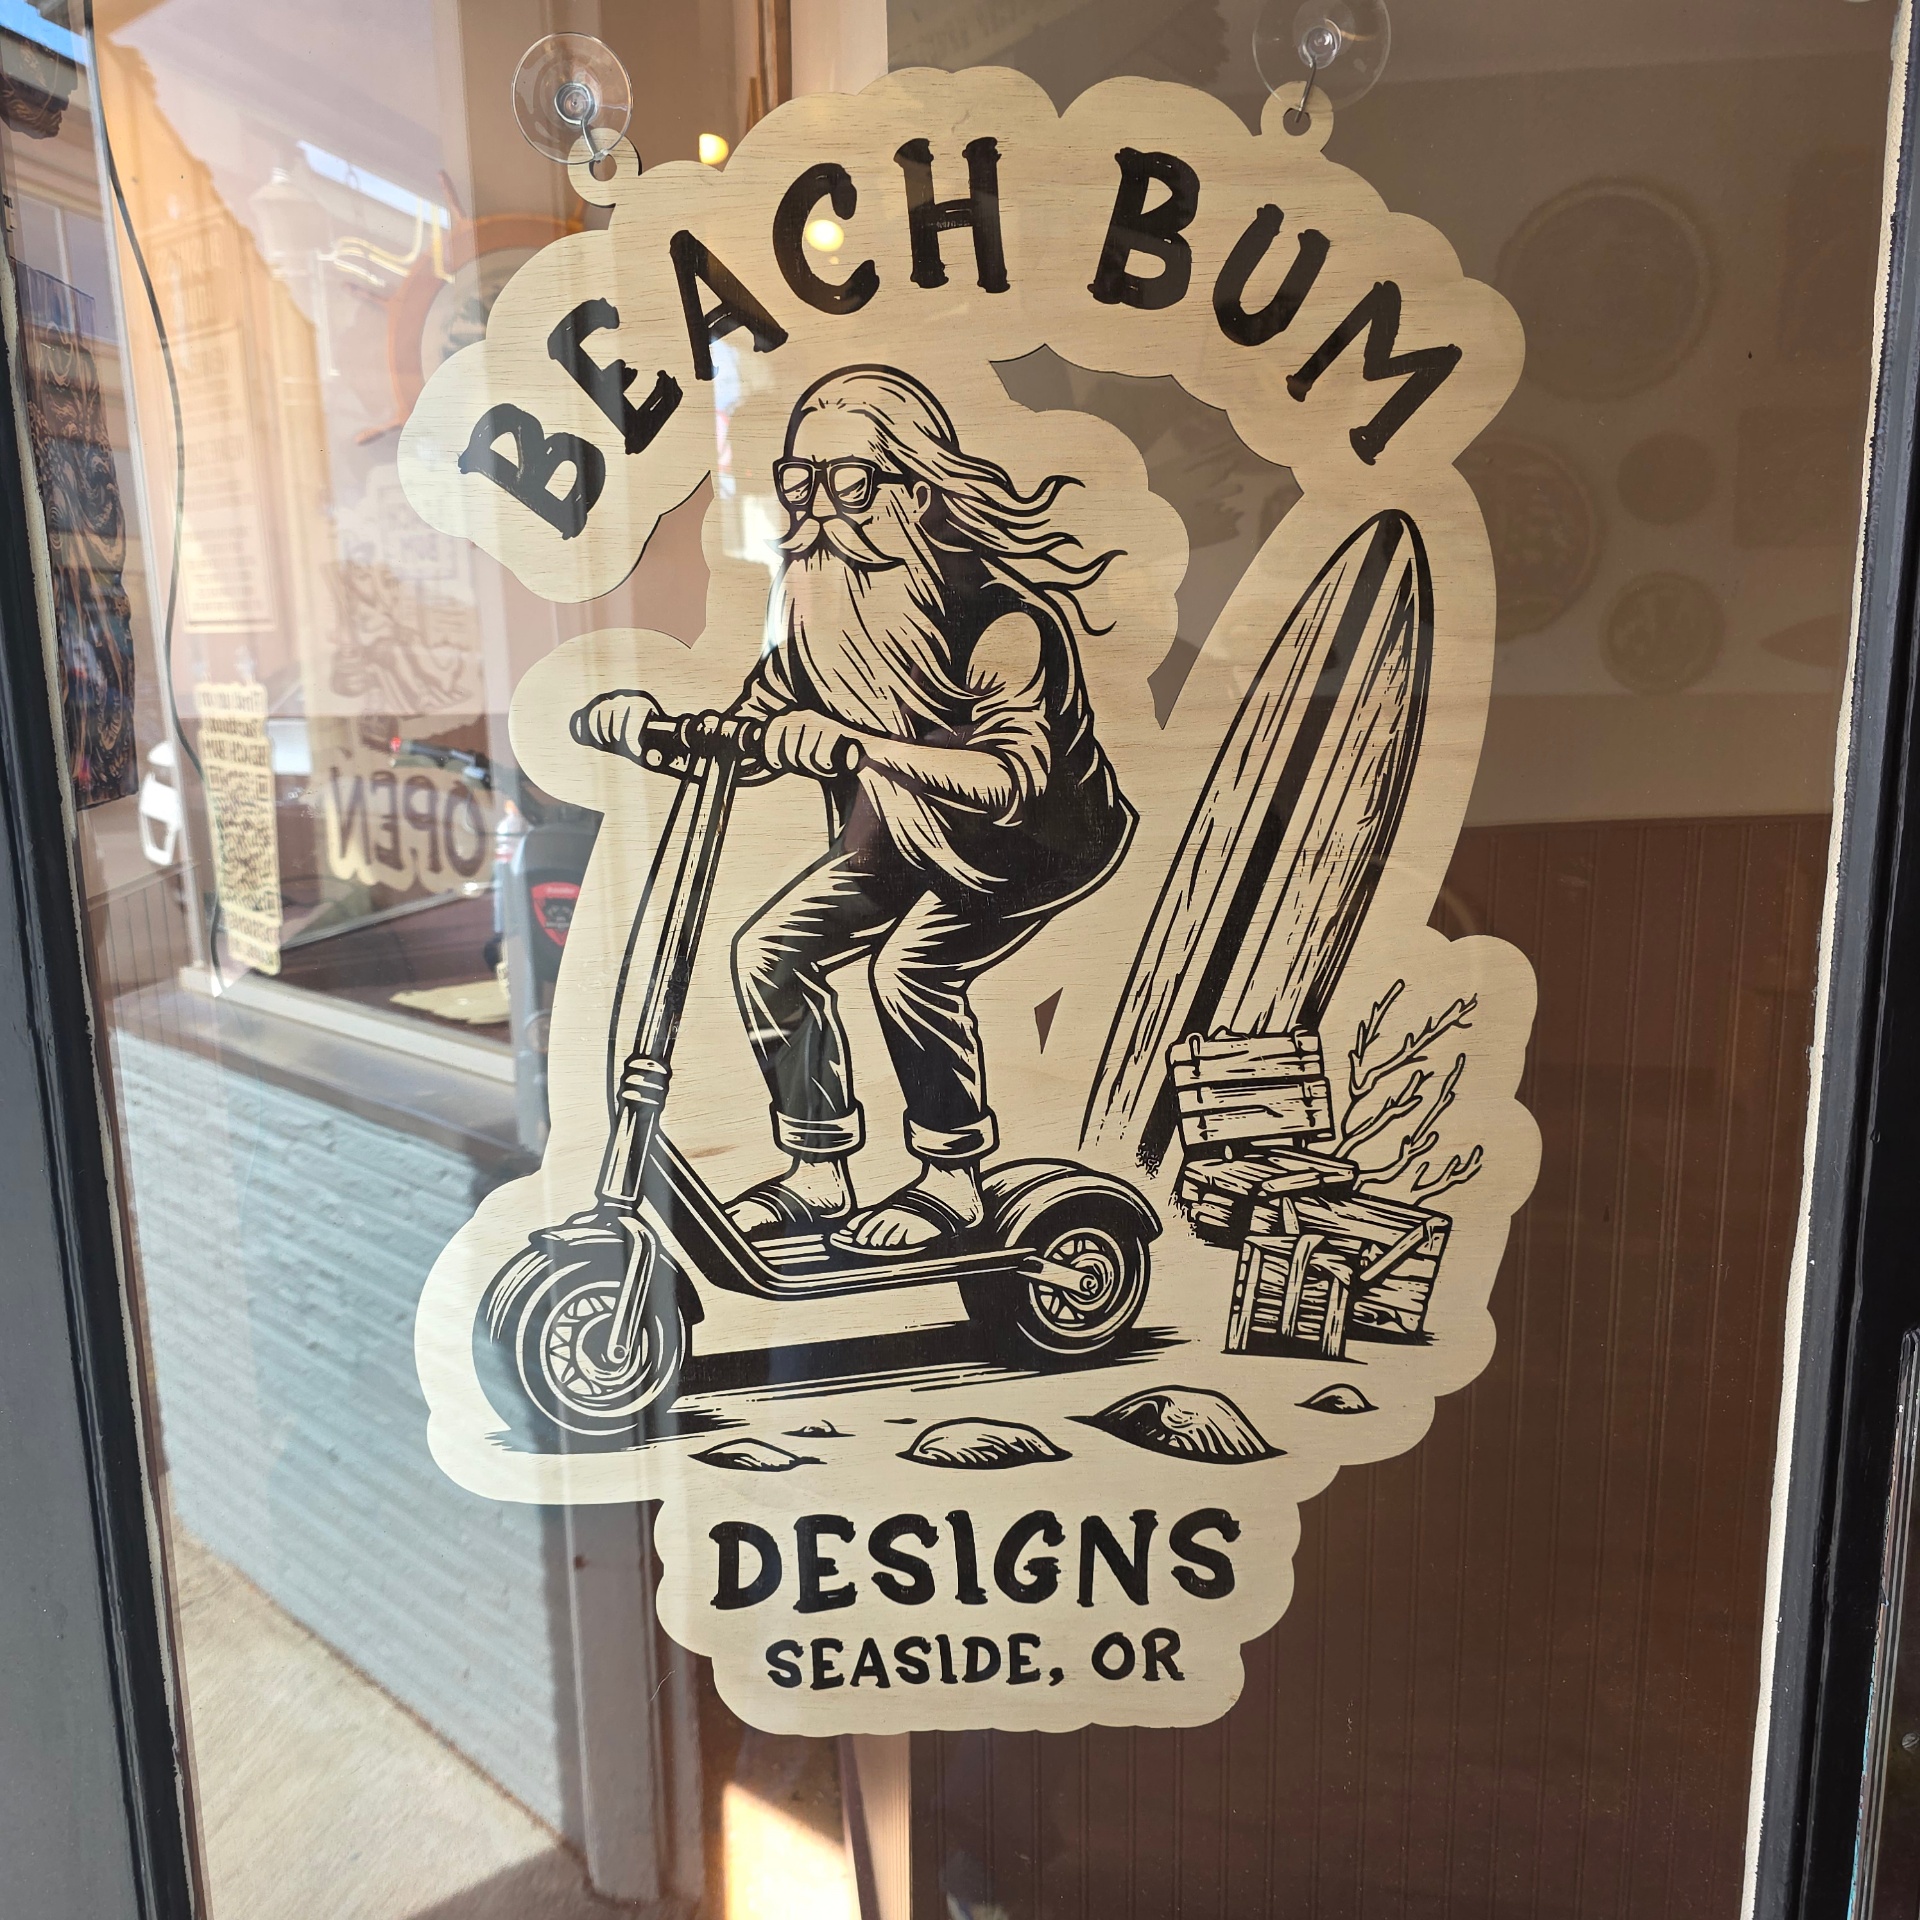 BEACH BUM
DESIGNS
SEASIDE, OR
OPEN